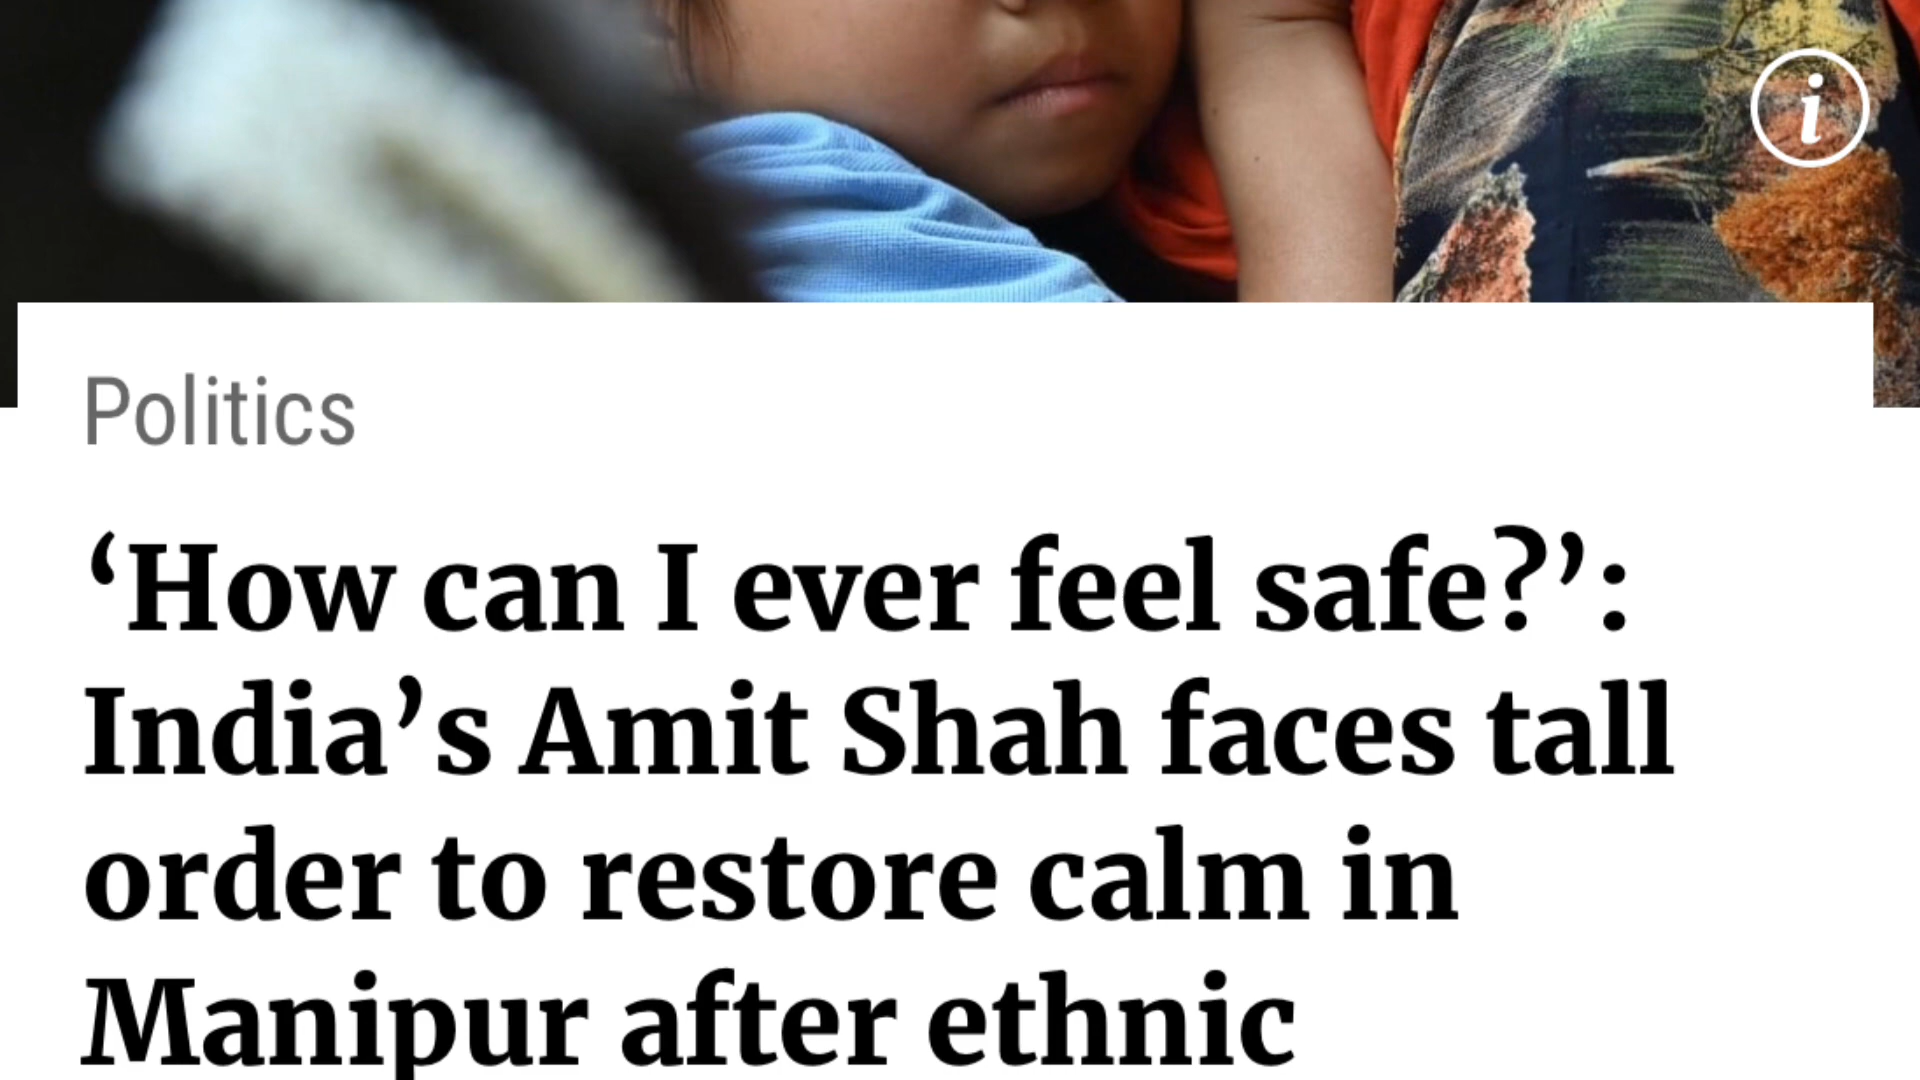 i
Politics
‘How can I ever feel safe?’:
India’s Amit Shah faces tall
order to restore calm in
Manipur after ethnic